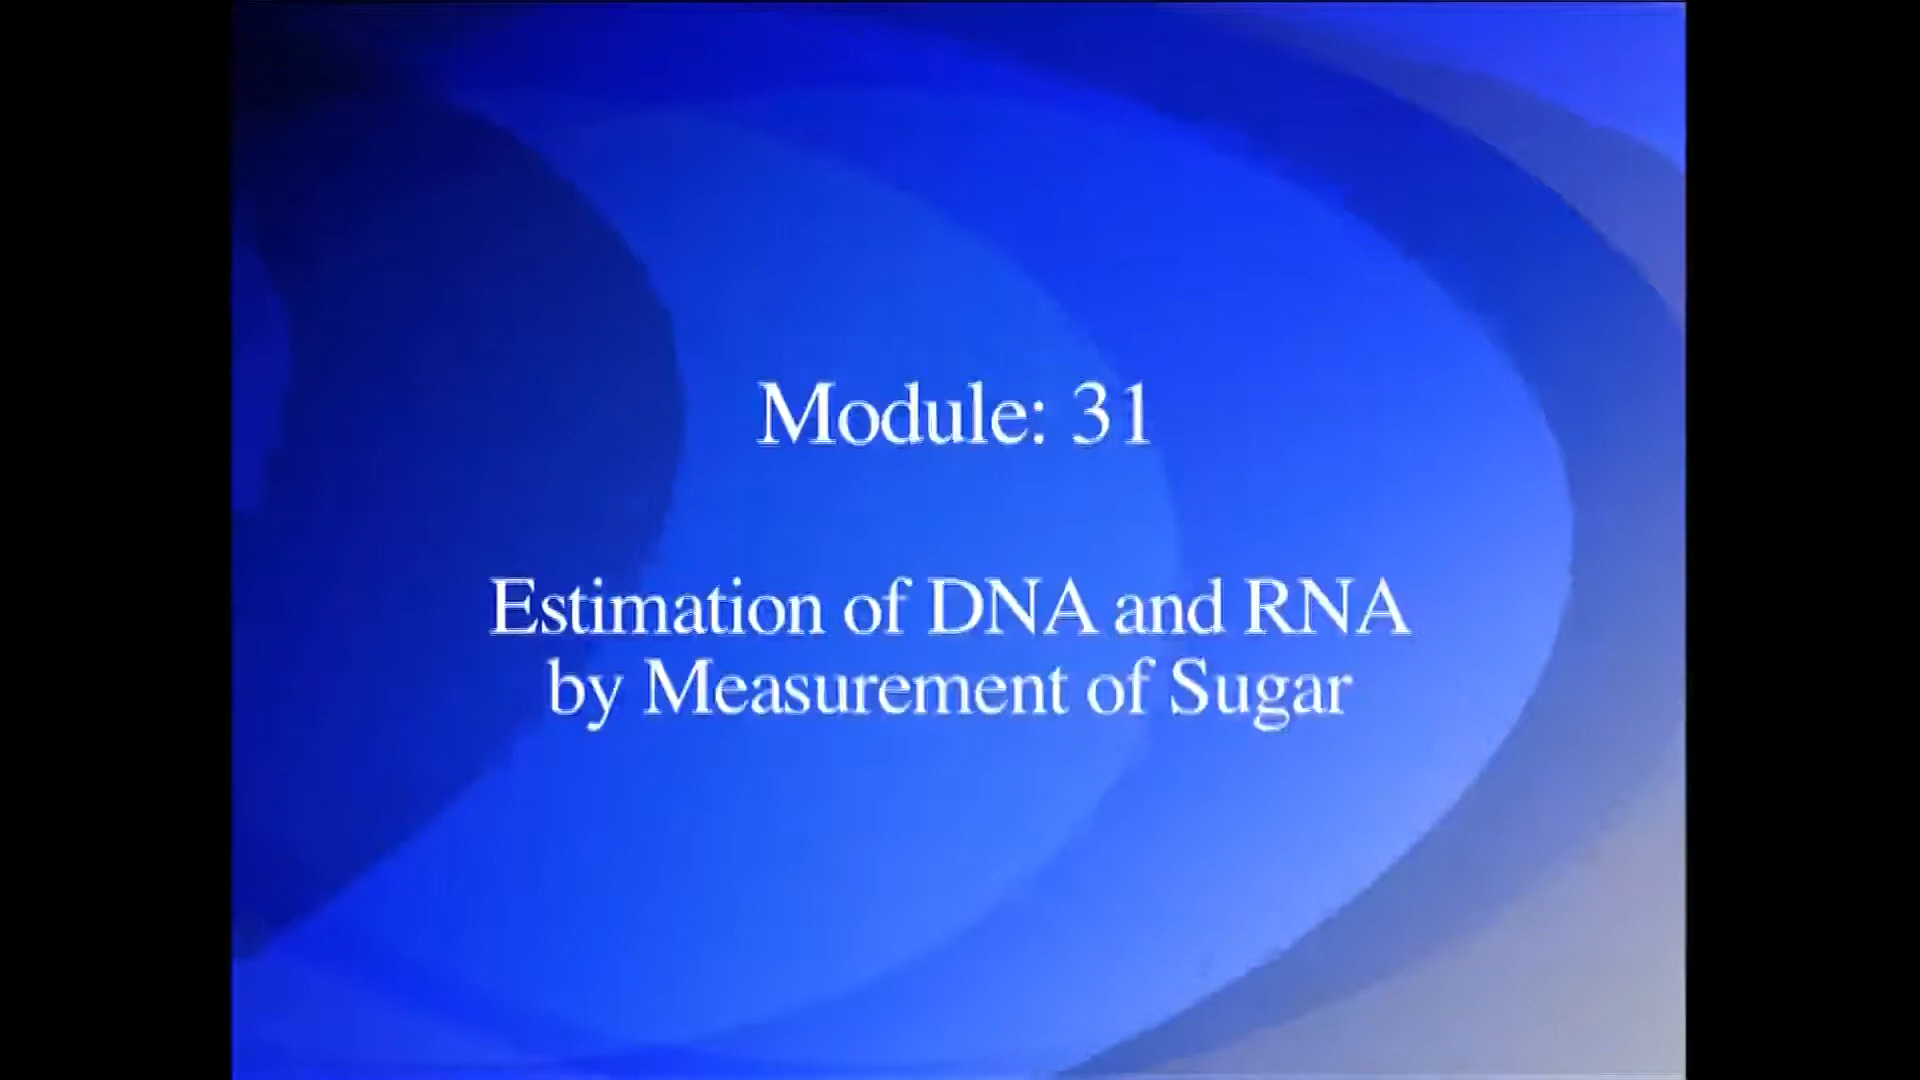 Module: 31
Estimation of DNA and RNA
by Measurement of Sugar